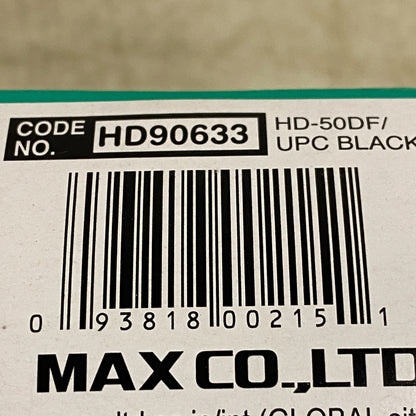 CODE NO. HD90633 HD-50DF/
UPC BLACK
0 93818 00215 1
MAX CO.,LTD